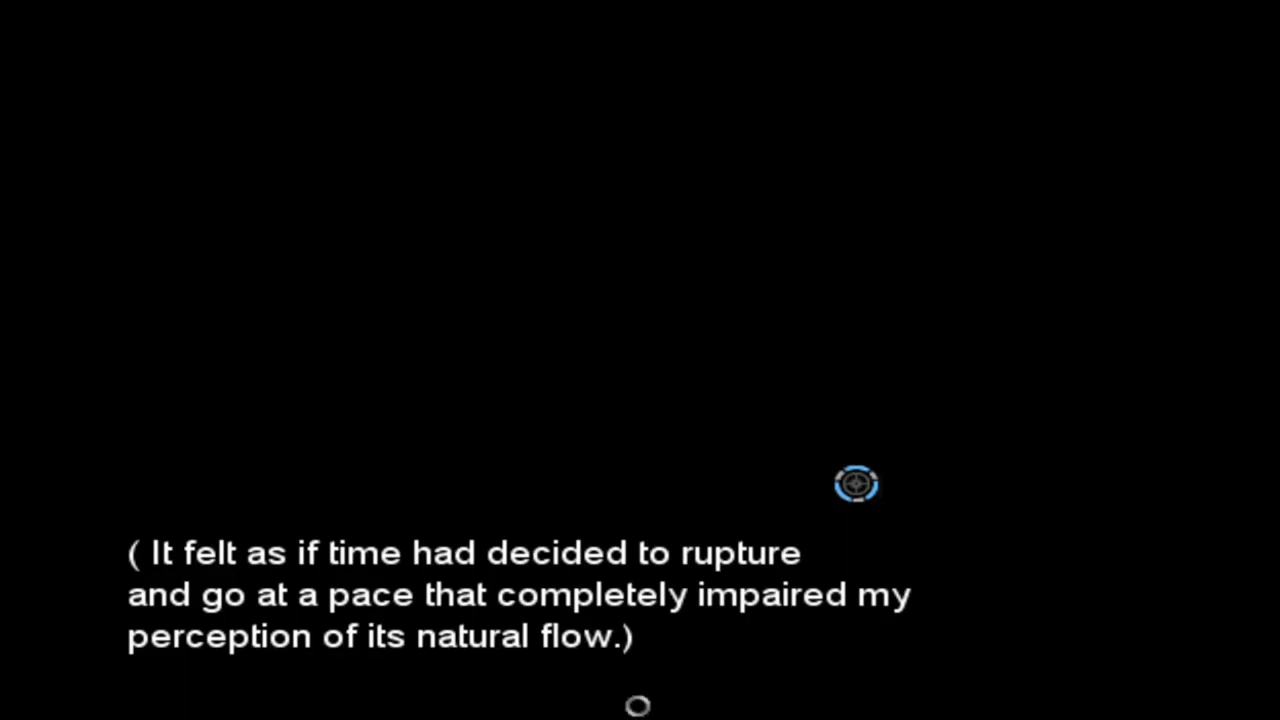 ( It felt as if time had decided to rupture
and go at a pace that completely impaired my
perception of its natural flow.)